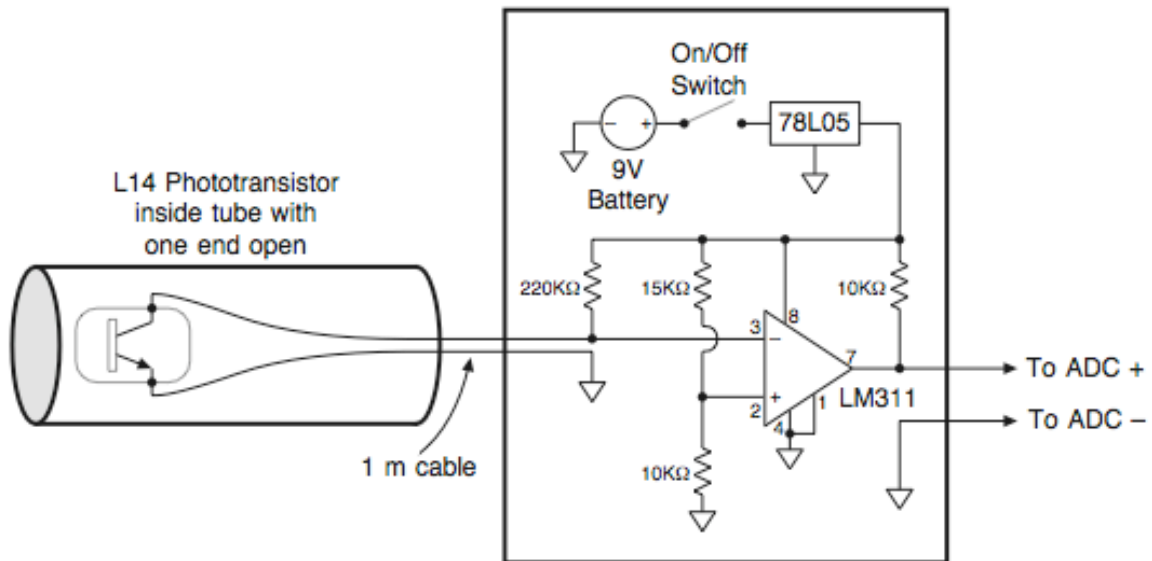 On/Off
Switch
– +
78L05
9V
Battery
L14 Phototransistor
inside tube with
one end open
220KΩ
15KΩ
10KΩ
8
3
–
7
To ADC +
LM311
+
2
4
1
To ADC –
1 m cable
10KΩ